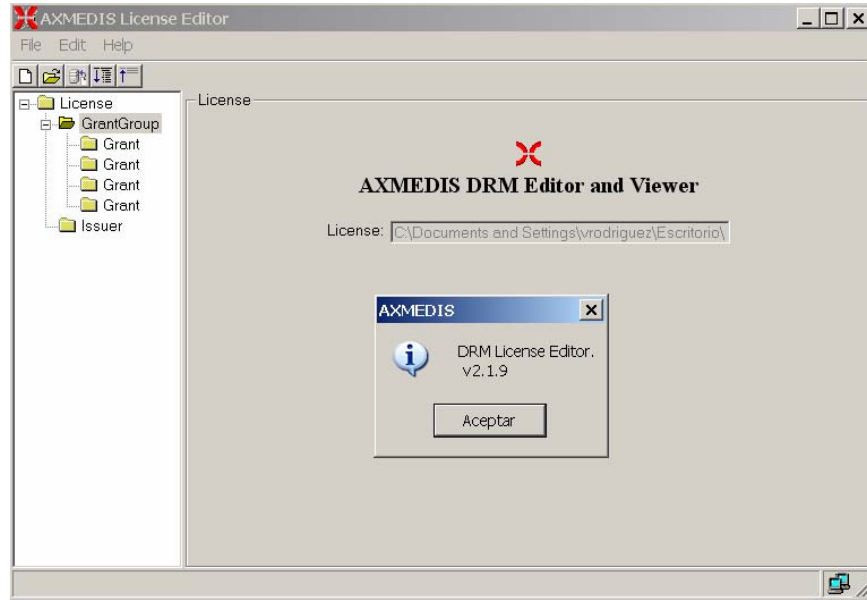 AXMEDIS License Editor
File Edit Help
License
GrantGroup
Grant
Grant
Grant
Grant
Issuer
License
AXMEDIS DRM Editor and Viewer
License: C:\Documents and Settings\vrodriguez\Escritorio\
AXMEDIS
DRM License Editor.
v2.1.9
Aceptar